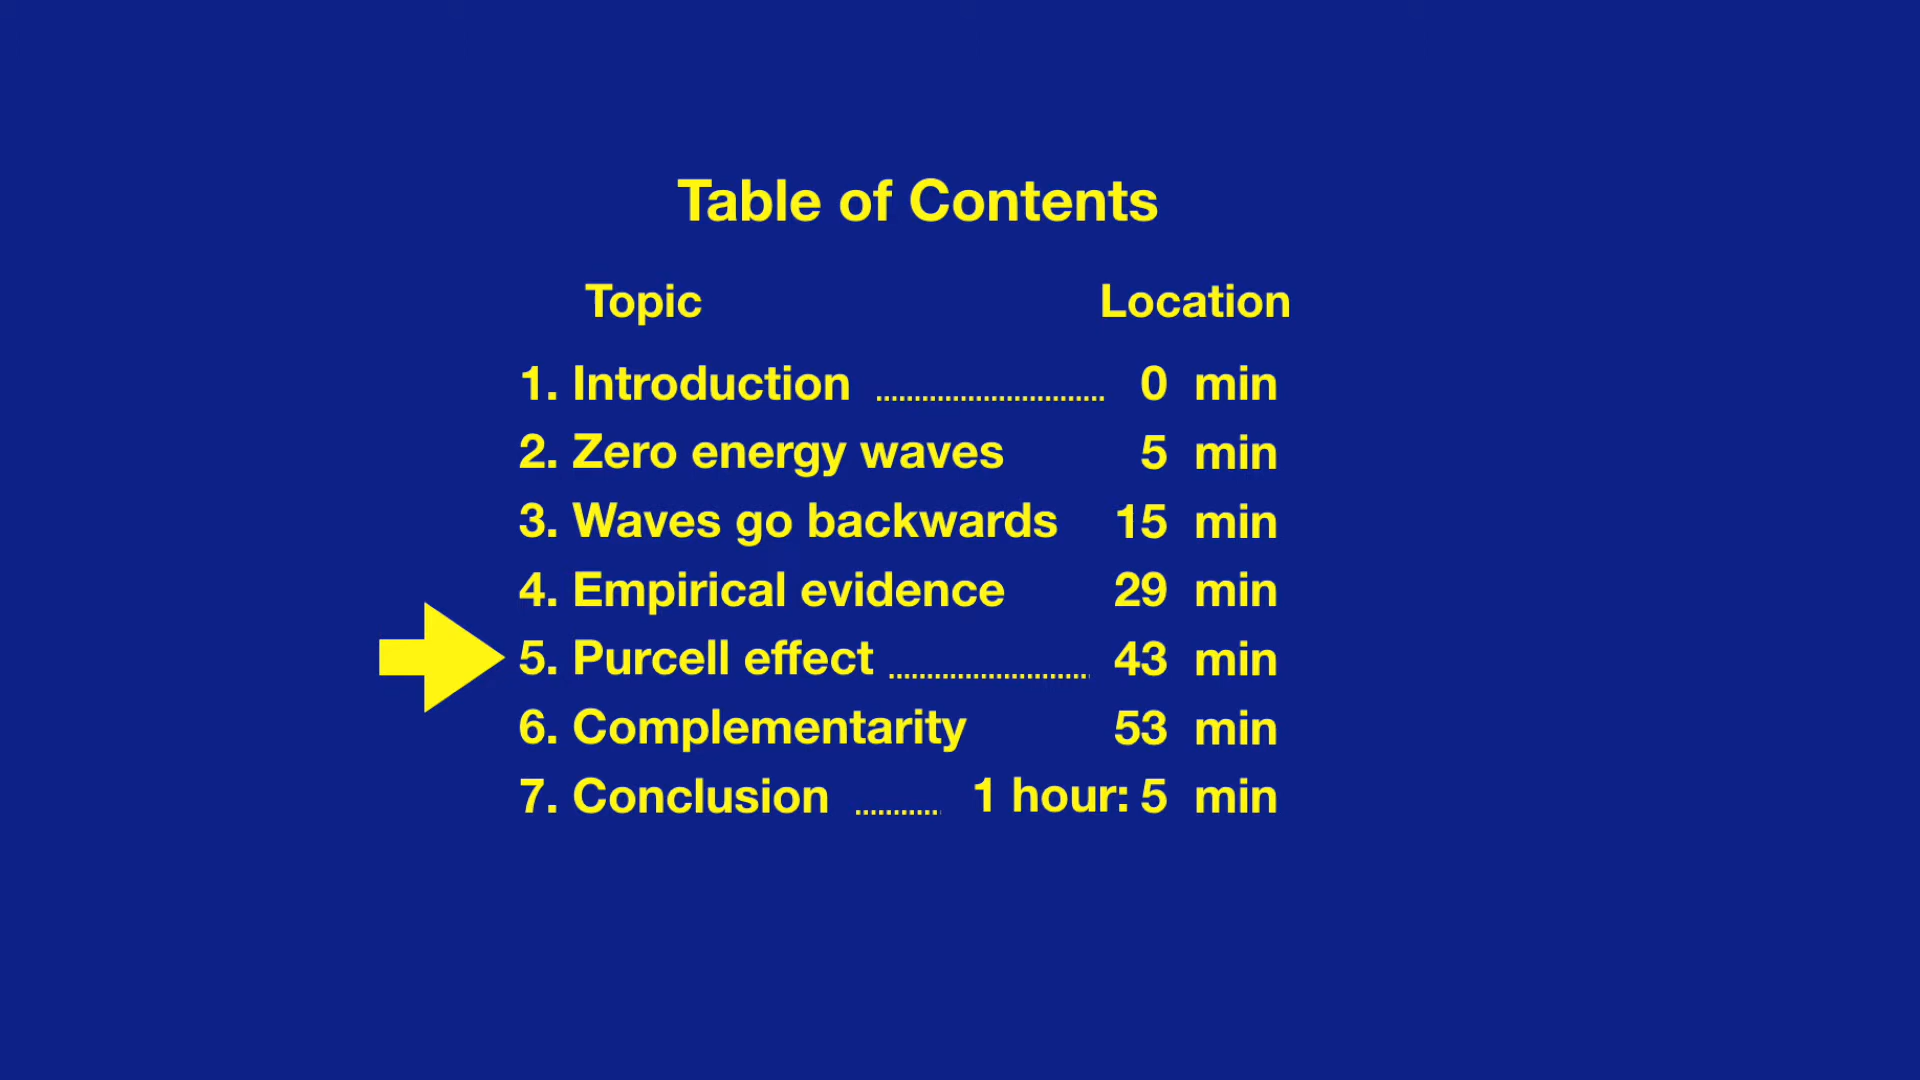 Table of Contents
Topic Location
1. Introduction ........................... 0 min
2. Zero energy waves 5 min
3. Waves go backwards 15 min
4. Empirical evidence 29 min
5. Purcell effect ........................ 43 min
6. Complementarity 53 min
7. Conclusion .......... 1 hour: 5 min